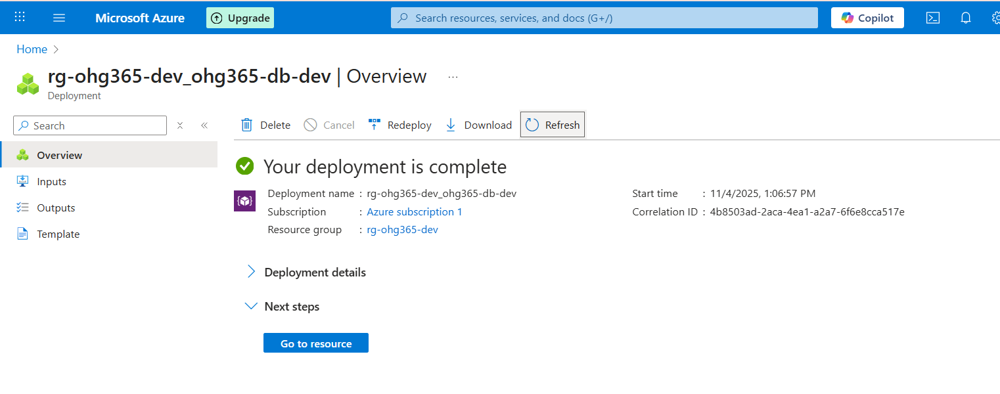 Microsoft Azure
Upgrade
Search resources, services, and docs (G+/)
Copilot
Home
rg-ohg365-dev_ohg365-db-dev | Overview ...
Deployment
Search
Delete
Cancel
Redeploy
Download
Refresh
Overview
Inputs
Outputs
Template
Your deployment is complete
Deployment name : rg-ohg365-dev_ohg365-db-dev
Subscription : Azure subscription 1
Resource group : rg-ohg365-dev
Start time : 11/4/2025, 1:06:57 PM
Correlation ID : 4b8503ad-2aca-4ea1-a2a7-6f6e8cca517e
Deployment details
Next steps
Go to resource